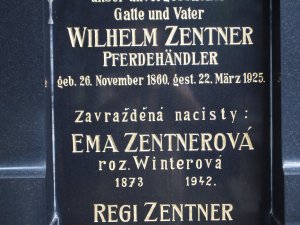 Gatte und Vater
WILHELM ZENTNER
PFERDEHÄNDLER
geb. 26. November 1860. gest. 22. März 1925.
Zavražděná nacisty:
EMA ZENTNEROVÁ
roz. Winterová
1873 1942.
REGI ZENTNER